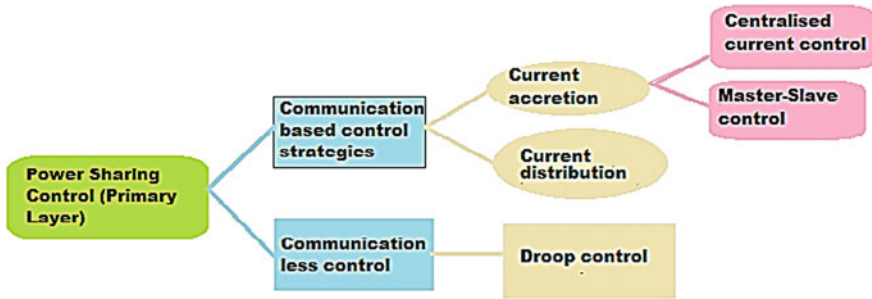 Power Sharing
Control (Primary
Layer)
Communication
based control
strategies
Communication
less control
Current
accretion
Current
distribution
Droop control
Centralised
current control
Master-Slave
control